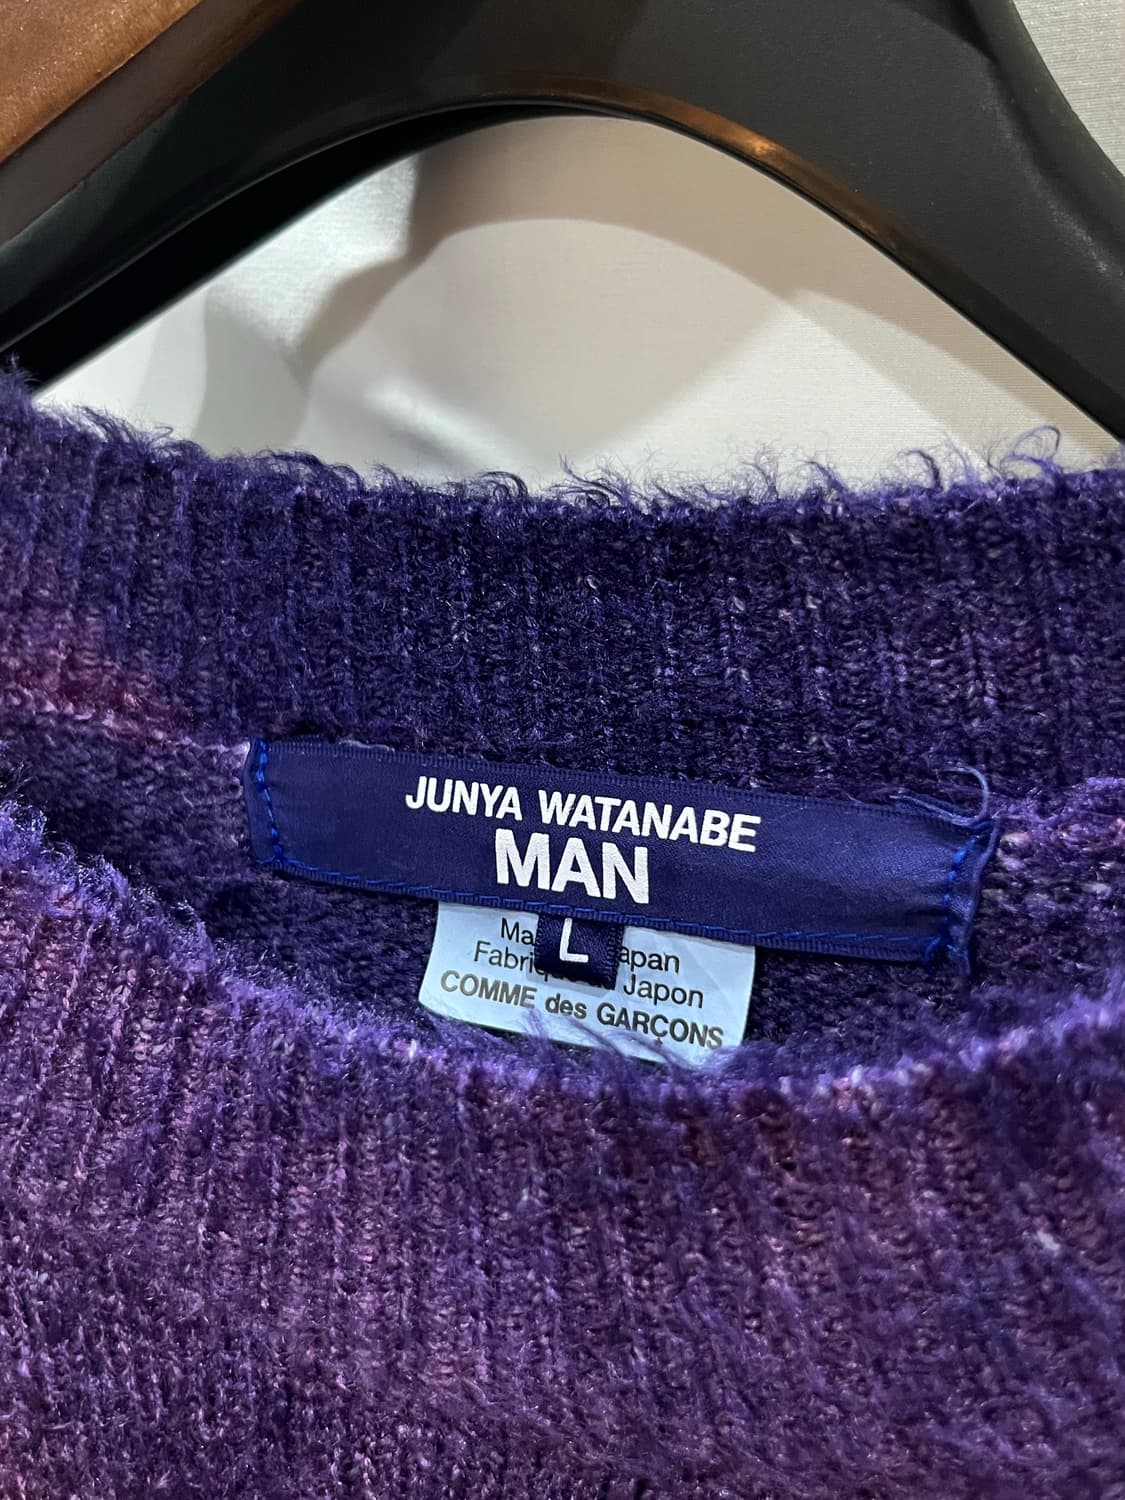 JUNYA WATANABE
MAN
L
Japan
Japon
COMME des GARÇONS